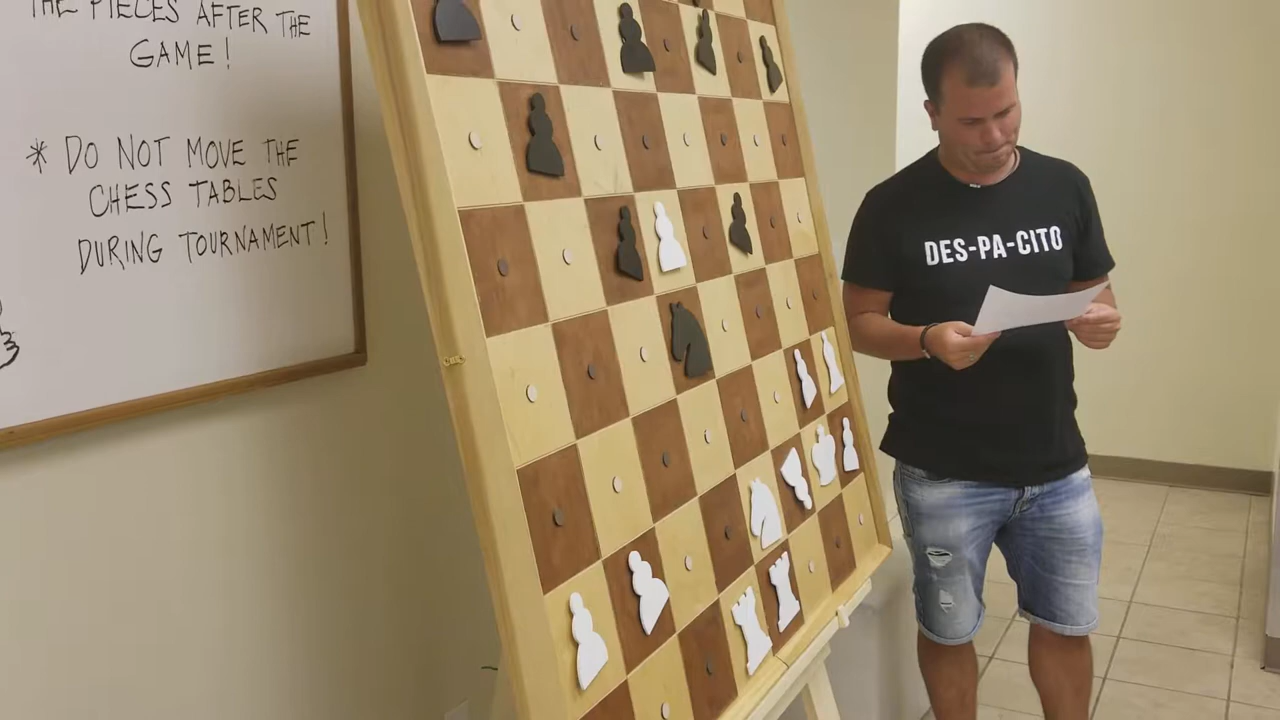 THE PIECES AFTER THE
GAME!
* DO NOT MOVE THE
CHESS TABLES
DURING TOURNAMENT!
DES-PA-CITO